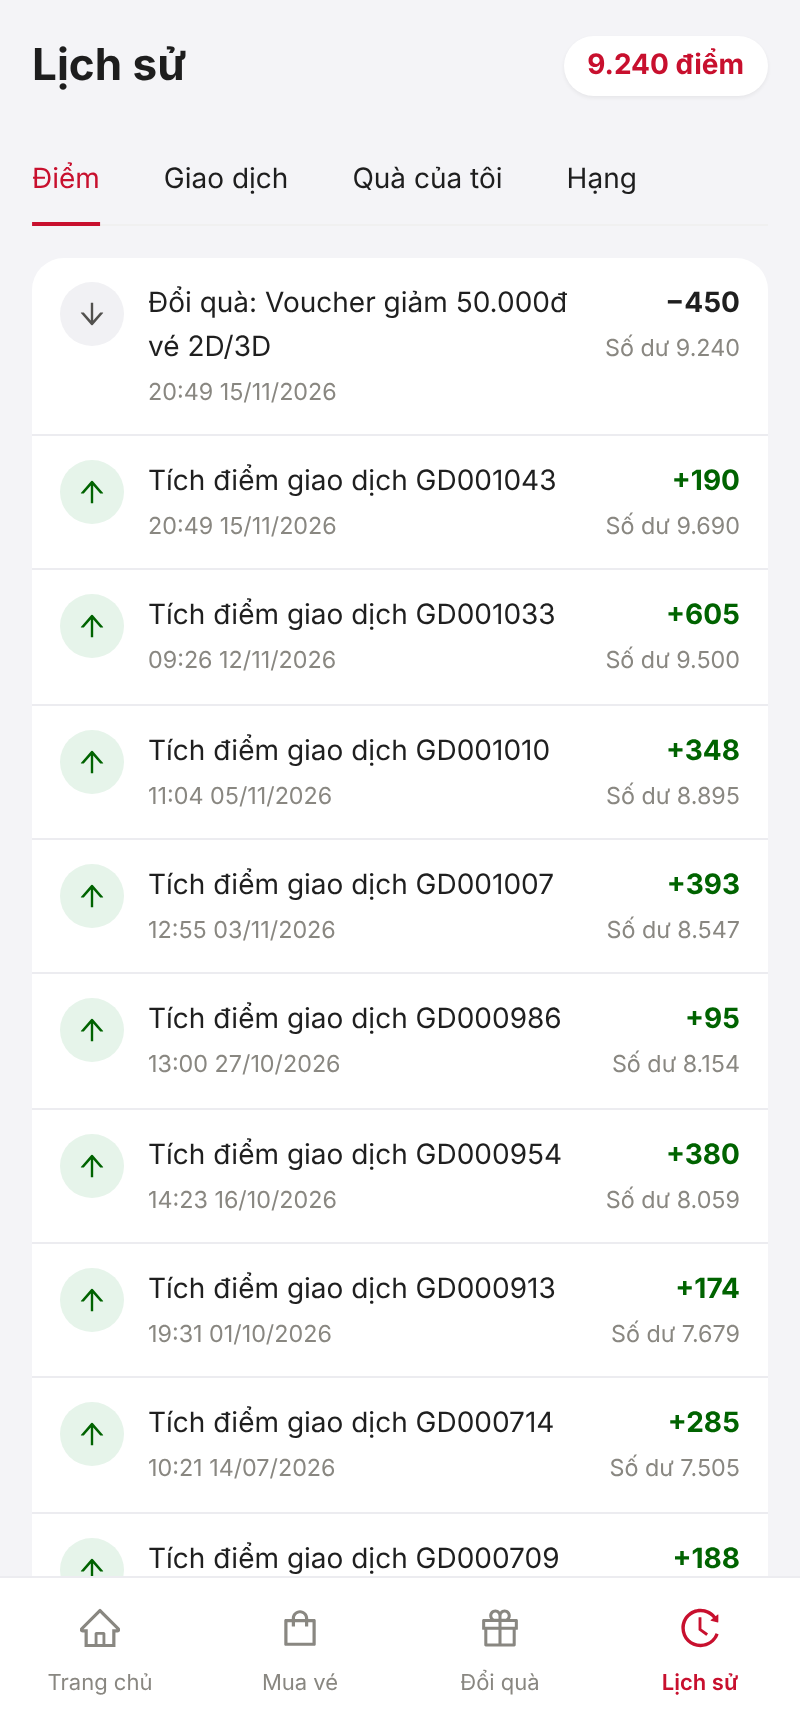 Lịch sử
9.240 điểm
Điểm
Giao dịch
Quà của tôi
Hạng
Đổi quà: Voucher giảm 50.000đ
vé 2D/3D
20:49 15/11/2026
−450
Số dư 9.240
Tích điểm giao dịch GD001043
20:49 15/11/2026
+190
Số dư 9.690
Tích điểm giao dịch GD001033
09:26 12/11/2026
+605
Số dư 9.500
Tích điểm giao dịch GD001010
11:04 05/11/2026
+348
Số dư 8.895
Tích điểm giao dịch GD001007
12:55 03/11/2026
+393
Số dư 8.547
Tích điểm giao dịch GD000986
13:00 27/10/2026
+95
Số dư 8.154
Tích điểm giao dịch GD000954
14:23 16/10/2026
+380
Số dư 8.059
Tích điểm giao dịch GD000913
19:31 01/10/2026
+174
Số dư 7.679
Tích điểm giao dịch GD000714
10:21 14/07/2026
+285
Số dư 7.505
Tích điểm giao dịch GD000709
+188
Trang chủ
Mua vé
Đổi quà
Lịch sử